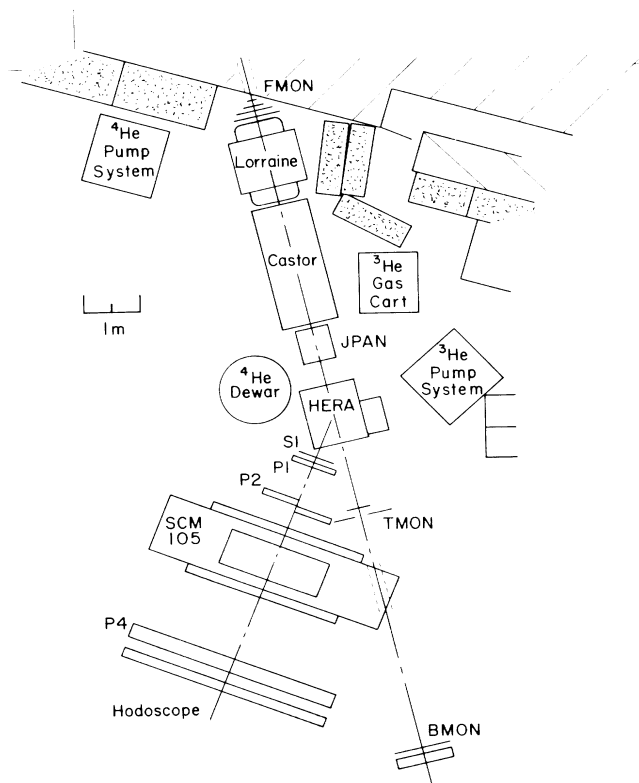 FMON
⁴He
Pump
System
Lorraine
Castor
³He
Gas
Cart
1m
JPAN
⁴He
Dewar
HERA
³He
Pump
System
S1
P1
P2
TMON
SCM
105
P4
Hodoscope
BMON